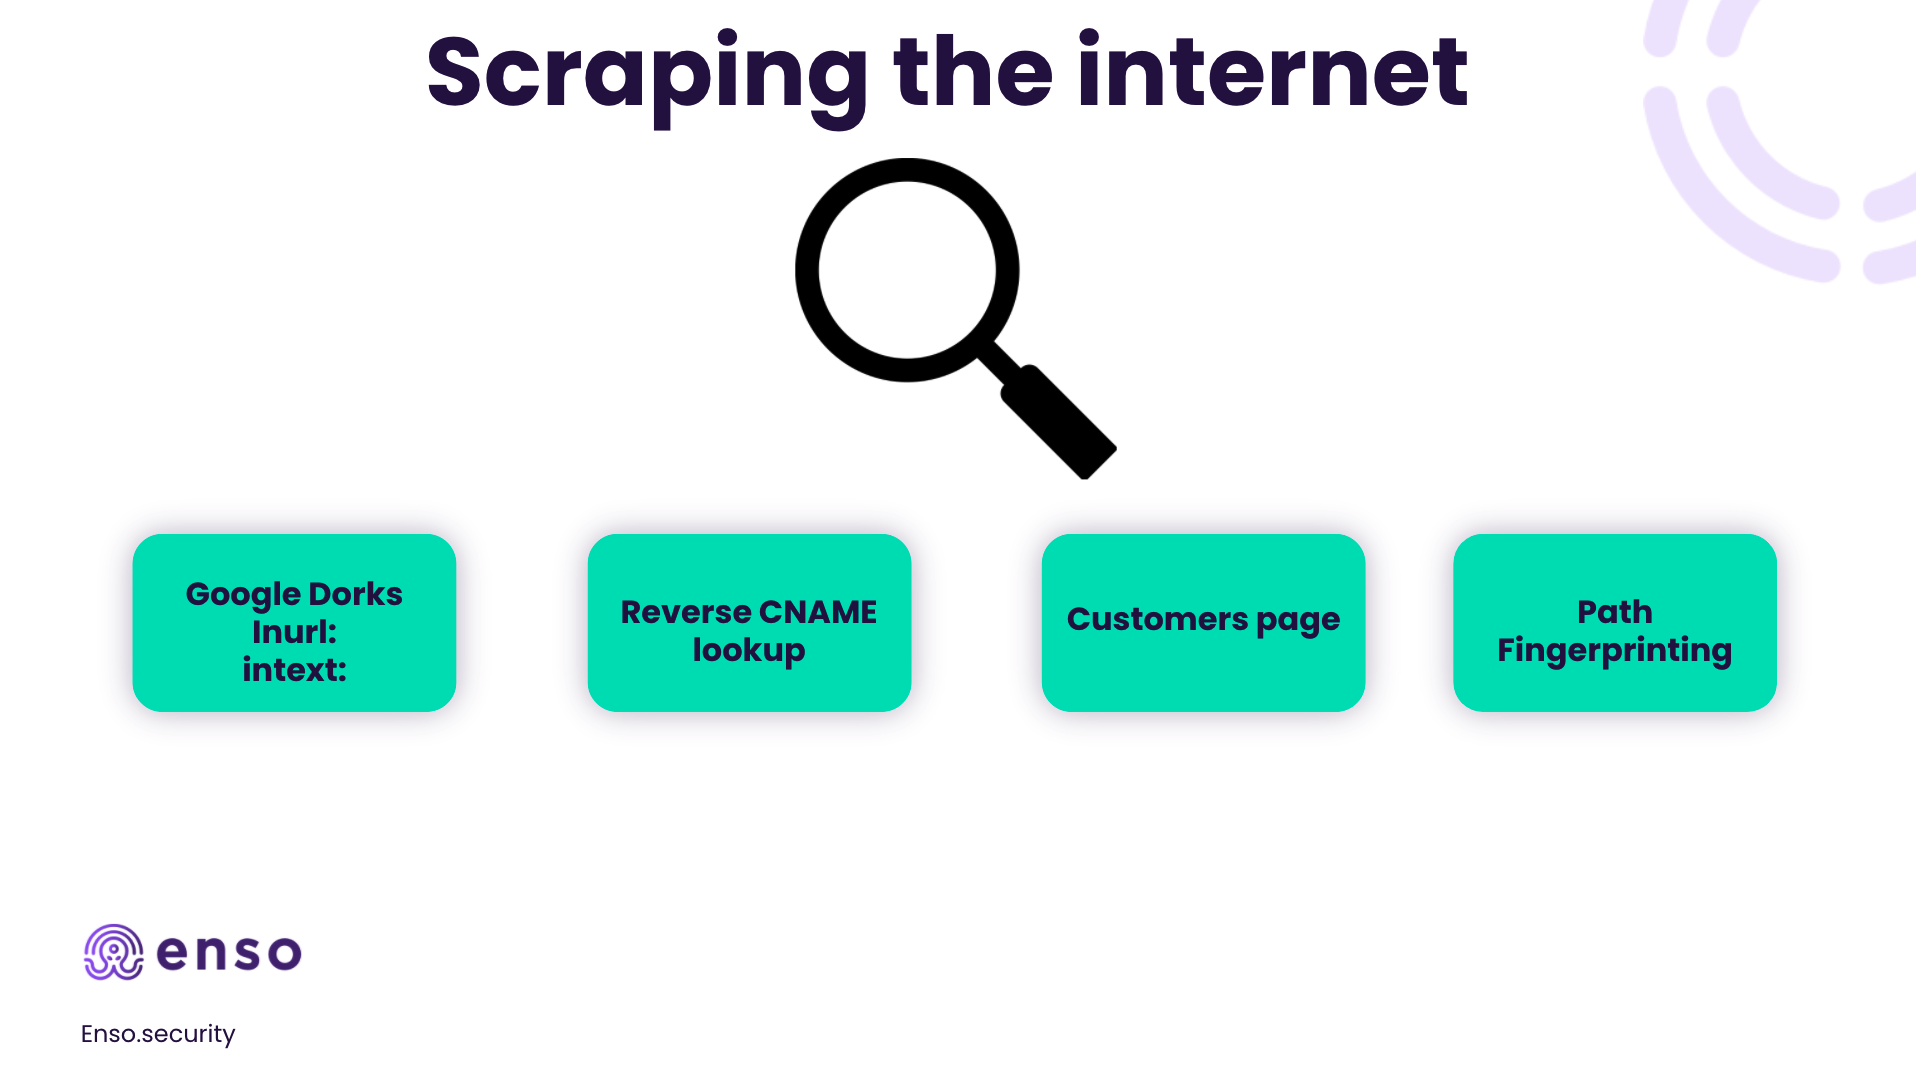 Scraping the internet
Google Dorks
Inurl:
intext:
Reverse CNAME
lookup
Customers page
Path
Fingerprinting
enso
Enso.security